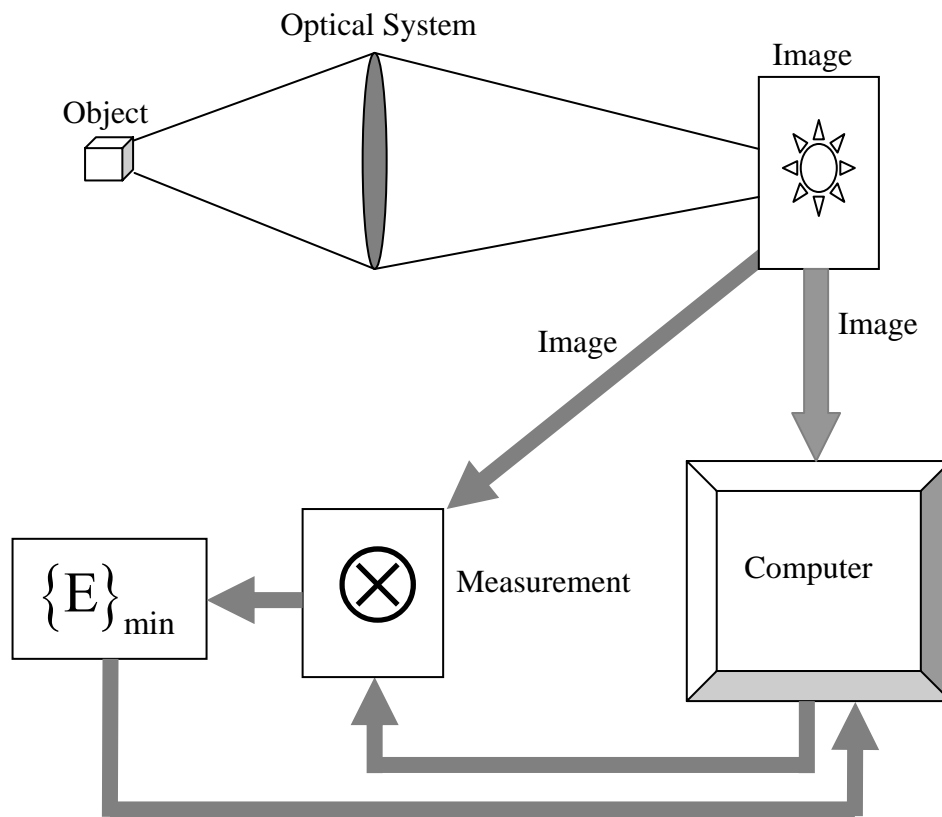 Optical System
Image
Object
Image
Image
Computer
Measurement
{E}min